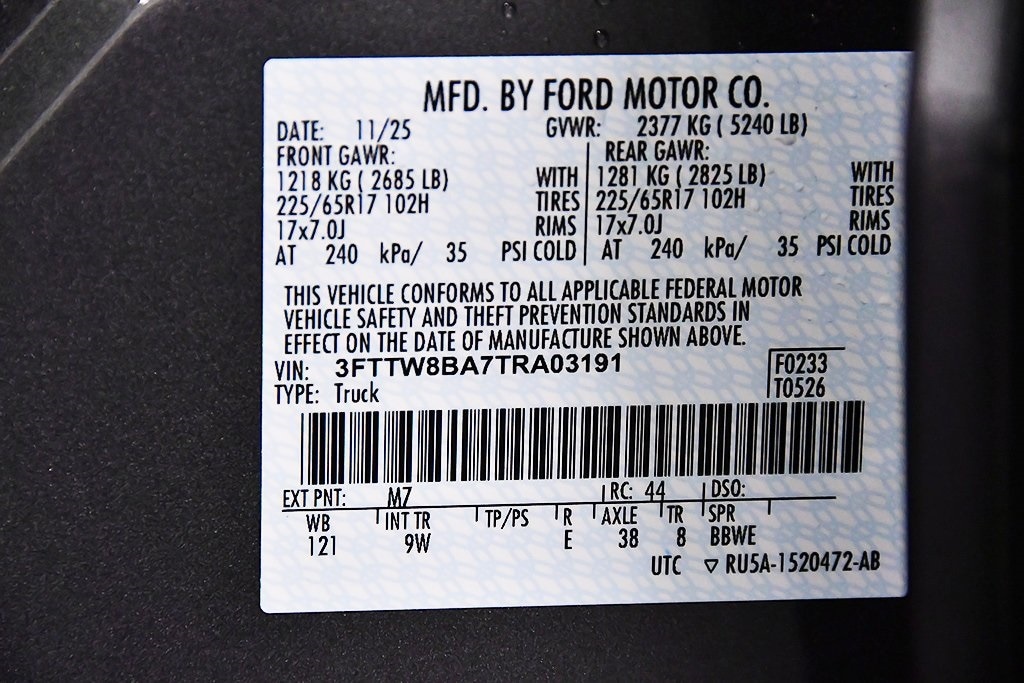 MFD. BY FORD MOTOR CO.
DATE: 11/25 GVWR: 2377 KG ( 5240 LB)
FRONT GAWR: REAR GAWR:
1218 KG ( 2685 LB) WITH 1281 KG ( 2825 LB) WITH
225/65R17 102H TIRES 225/65R17 102H TIRES
17x7.0J RIMS 17x7.0J RIMS
AT 240 kPa/ 35 PSI COLD AT 240 kPa/ 35 PSI COLD
THIS VEHICLE CONFORMS TO ALL APPLICABLE FEDERAL MOTOR
VEHICLE SAFETY AND THEFT PREVENTION STANDARDS IN
EFFECT ON THE DATE OF MANUFACTURE SHOWN ABOVE.
VIN: 3FTTW8BA7TRA03191 F0233
TYPE: Truck T0526
EXT PNT: M7 RC: 44 DSO:
WB INT TR TP/PS R AXLE TR SPR
121 9W E 38 8 BBWE
UTC ▽ RU5A-1520472-AB